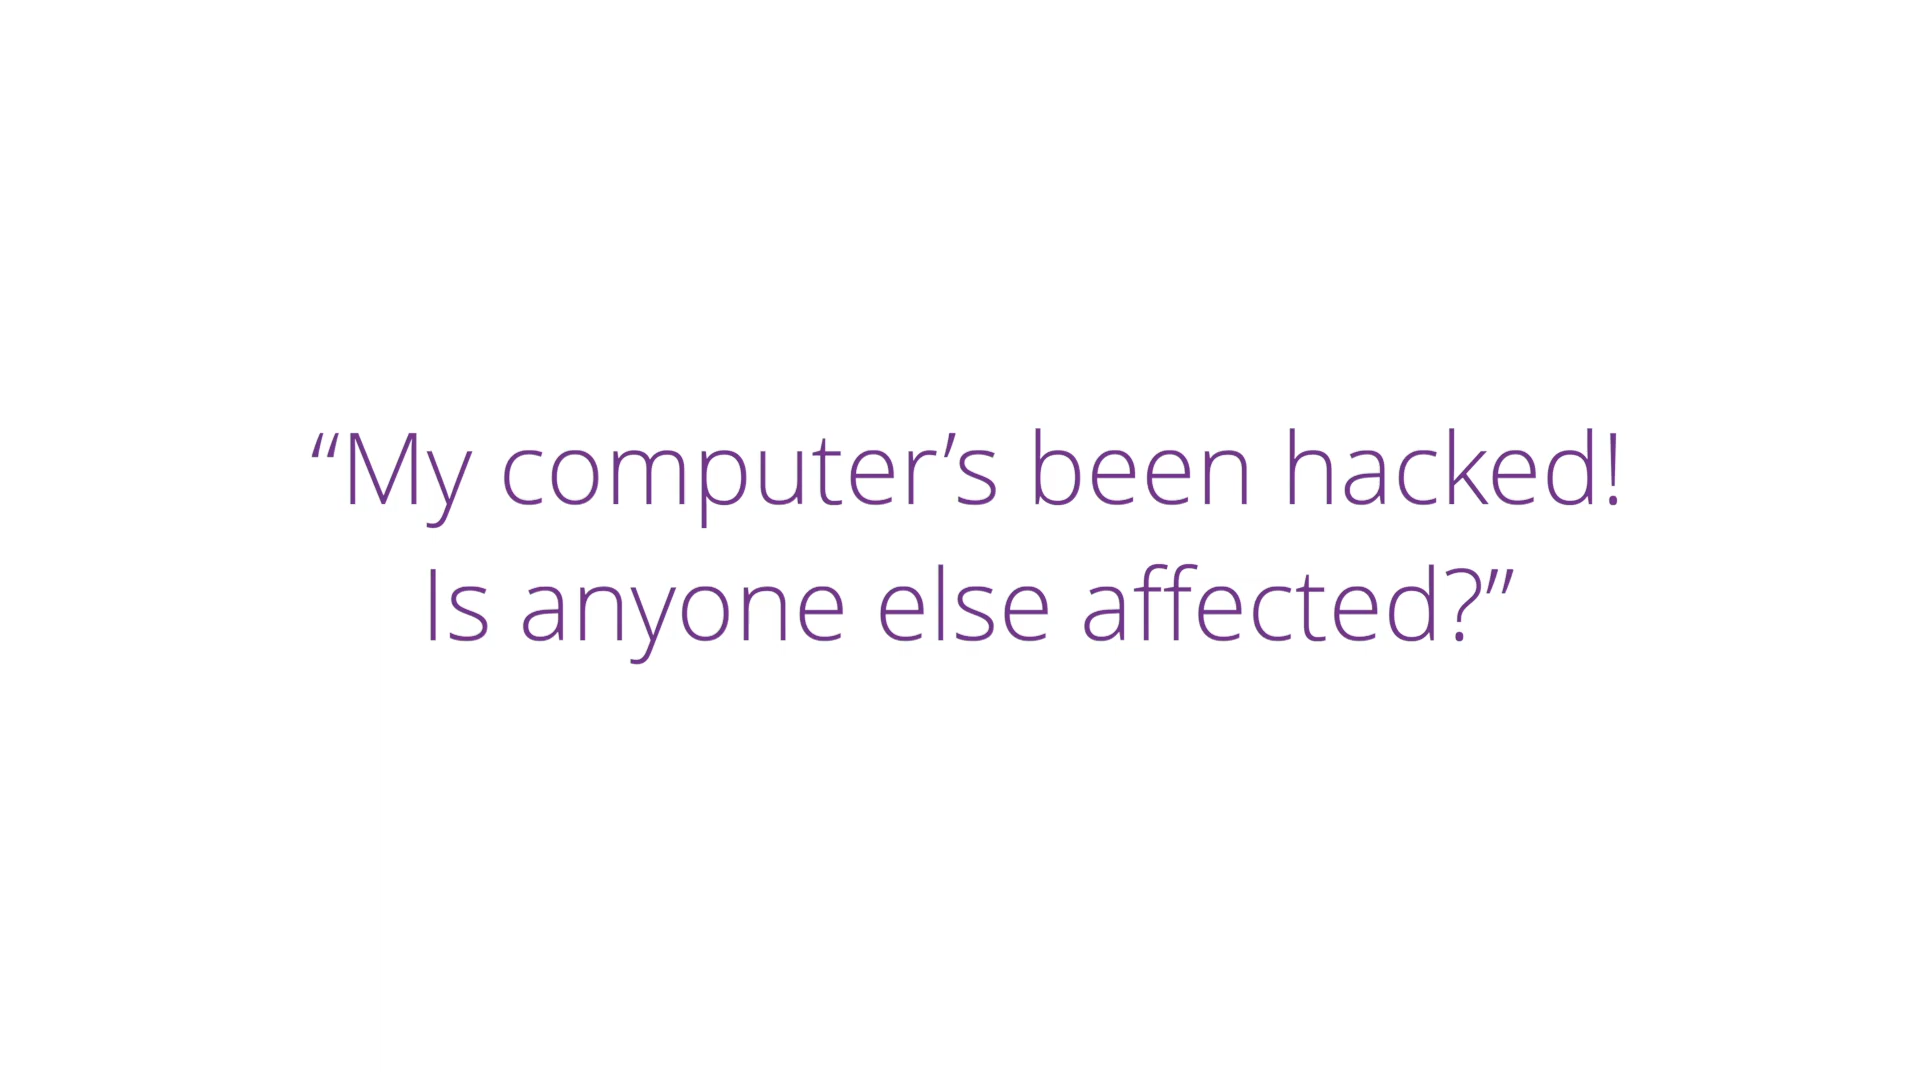 “My computer’s been hacked!
Is anyone else affected?”